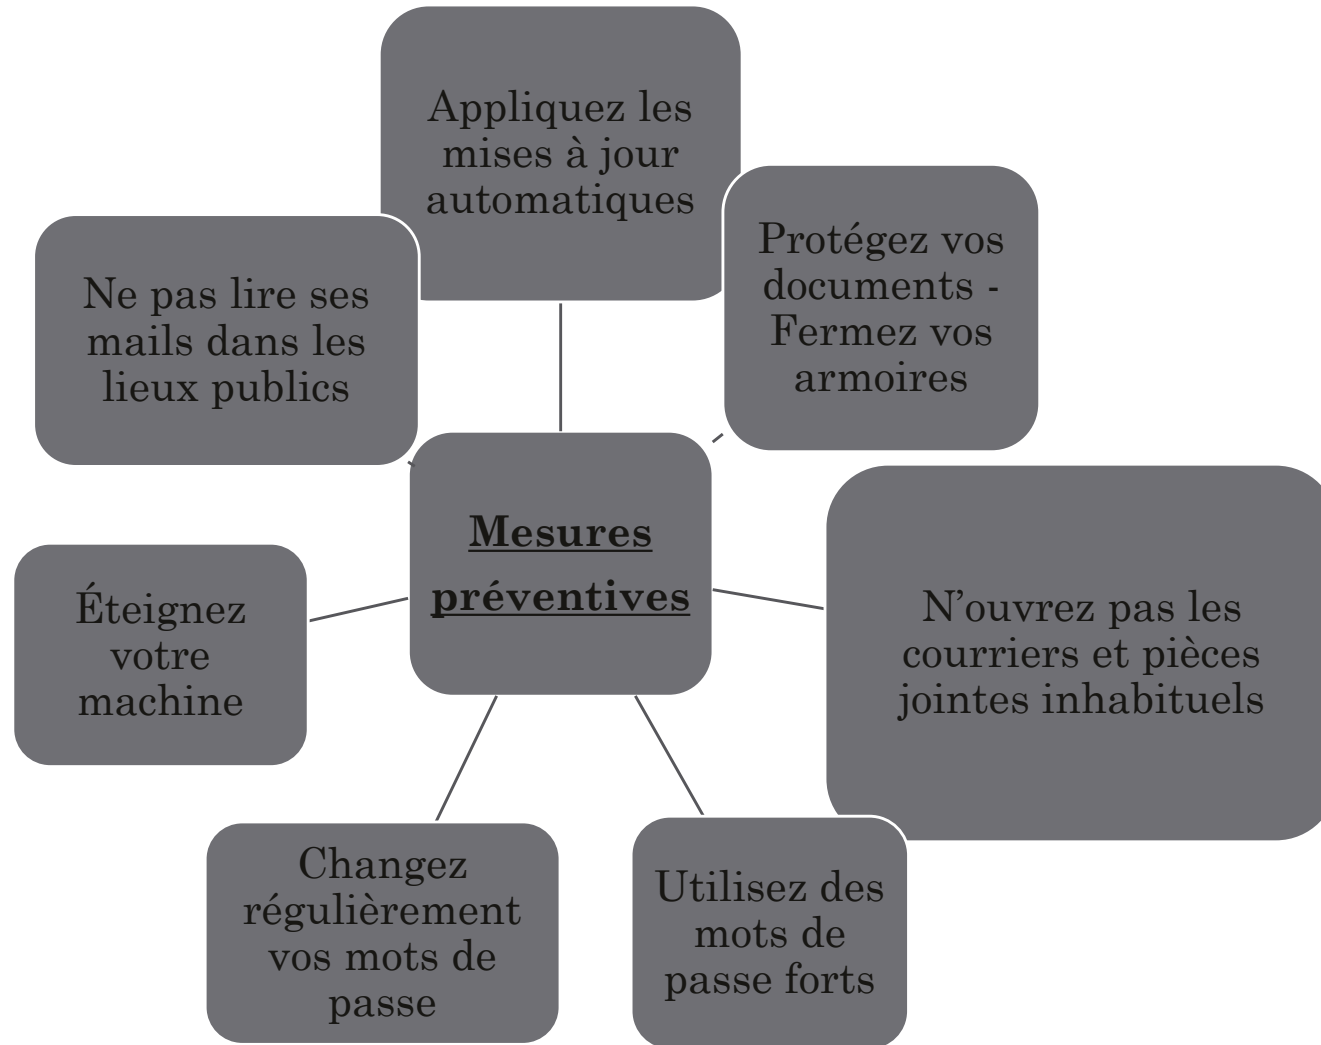 Appliquez les
mises à jour
automatiques
Protégez vos
documents -
Fermez vos
armoires
Ne pas lire ses
mails dans les
lieux publics
Mesures
préventives
N’ouvrez pas les
courriers et pièces
jointes inhabituels
Éteignez
votre
machine
Changez
régulièrement
vos mots de
passe
Utilisez des
mots de
passe forts